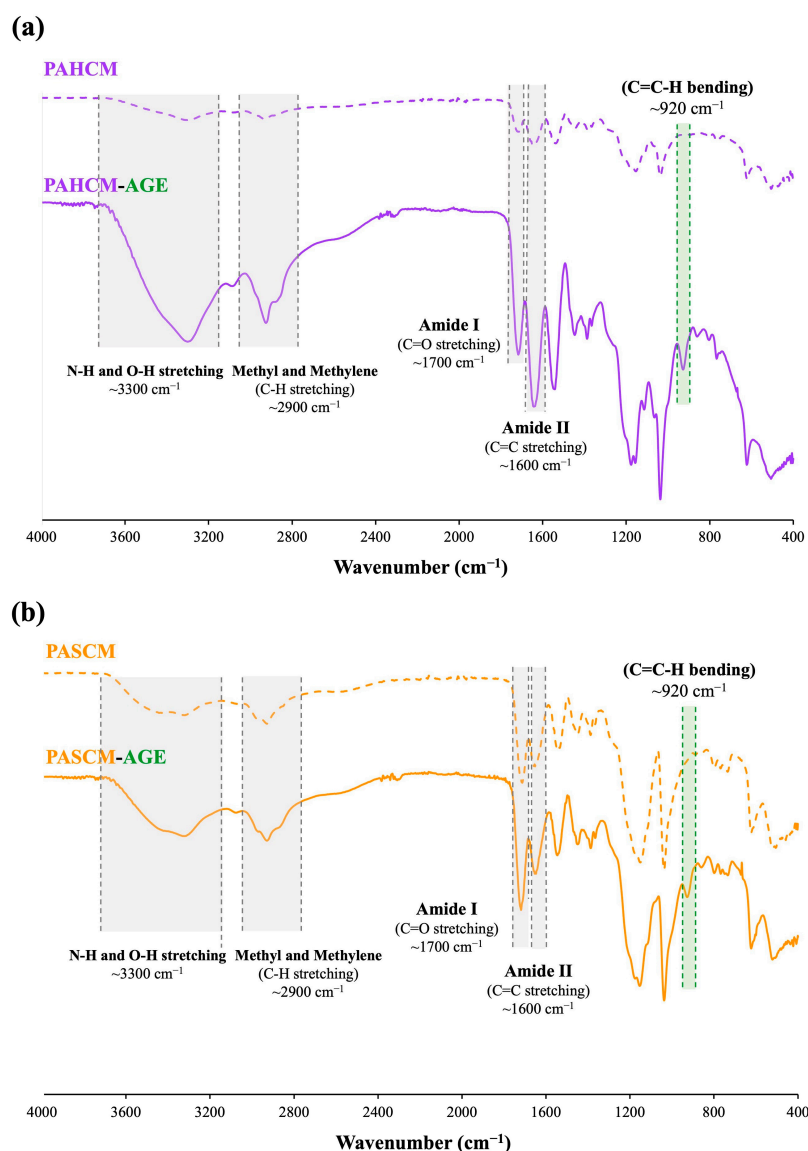 (a)
PAHCM
(C=C-H bending)
~920 cm⁻¹
PAHCM-AGE
N-H and O-H stretching
~3300 cm⁻¹
Methyl and Methylene
(C-H stretching)
~2900 cm⁻¹
Amide I
(C=O stretching)
~1700 cm⁻¹
Amide II
(C=C stretching)
~1600 cm⁻¹
4000 3600 3200 2800 2400 2000 1600 1200 800 400
Wavenumber (cm⁻¹)
(b)
PASCM
(C=C-H bending)
~920 cm⁻¹
PASCM-AGE
N-H and O-H stretching
~3300 cm⁻¹
Methyl and Methylene
(C-H stretching)
~2900 cm⁻¹
Amide I
(C=O stretching)
~1700 cm⁻¹
Amide II
(C=C stretching)
~1600 cm⁻¹
4000 3600 3200 2800 2400 2000 1600 1200 800 400
Wavenumber (cm⁻¹)